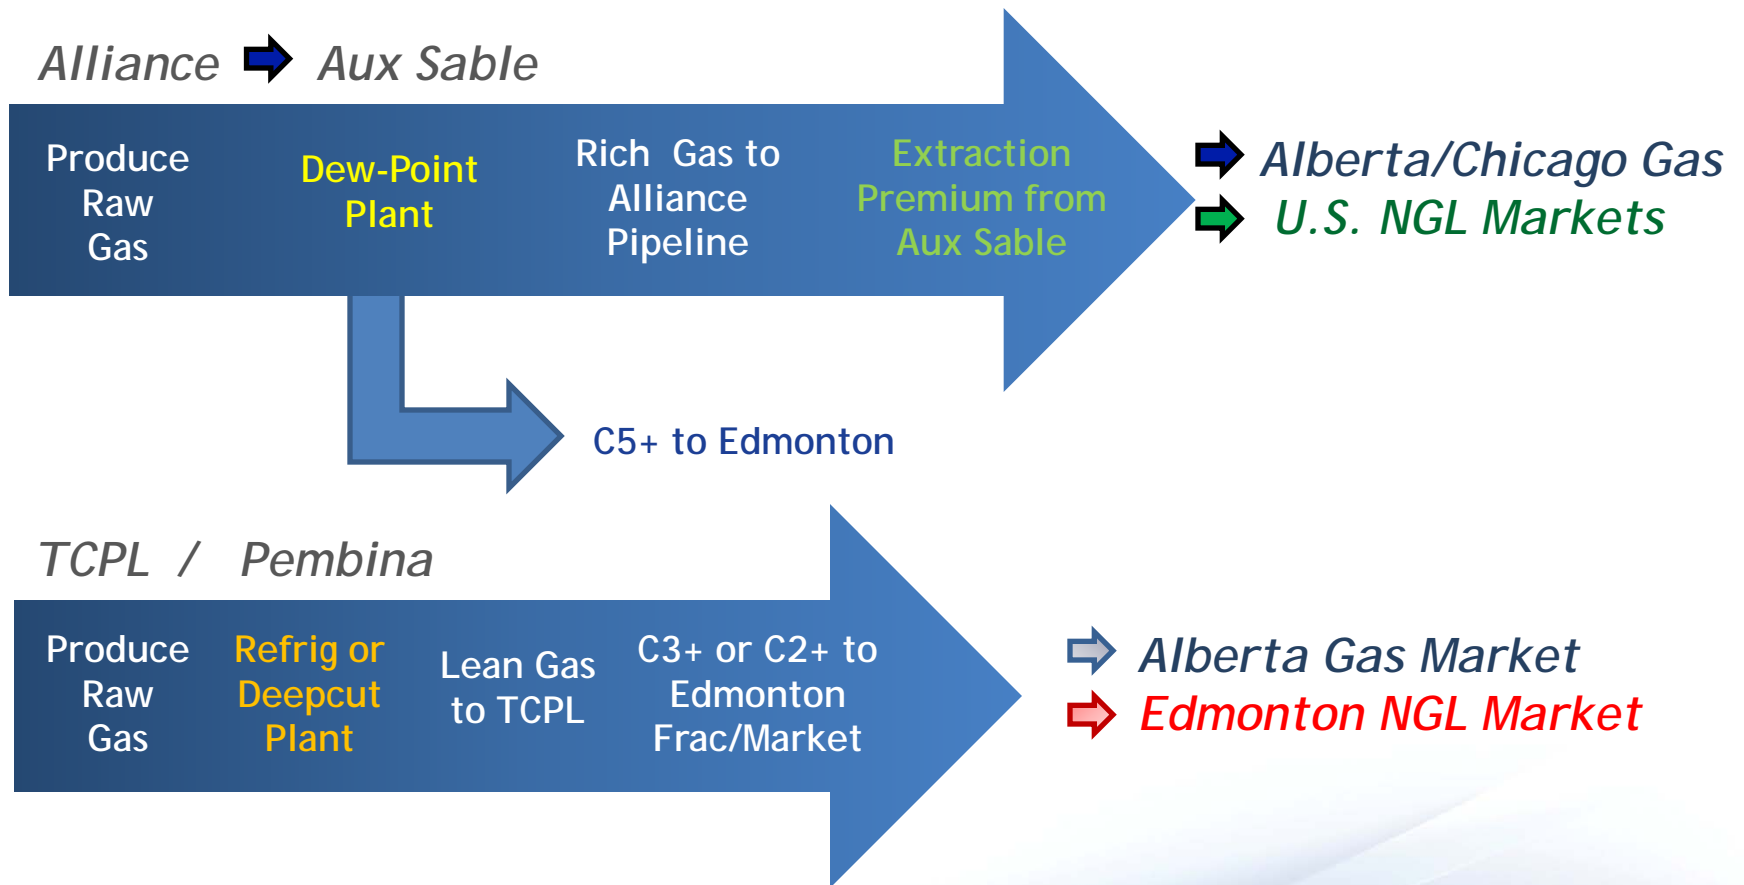 Alliance Aux Sable
Produce
Raw
Gas
Dew-Point
Plant
Rich Gas to
Alliance
Pipeline
Extraction
Premium from
Aux Sable
Alberta/Chicago Gas
U.S. NGL Markets
C5+ to Edmonton
TCPL / Pembina
Produce
Raw
Gas
Refrig or
Deepcut
Plant
Lean Gas
to TCPL
C3+ or C2+ to
Edmonton
Frac/Market
Alberta Gas Market
Edmonton NGL Market